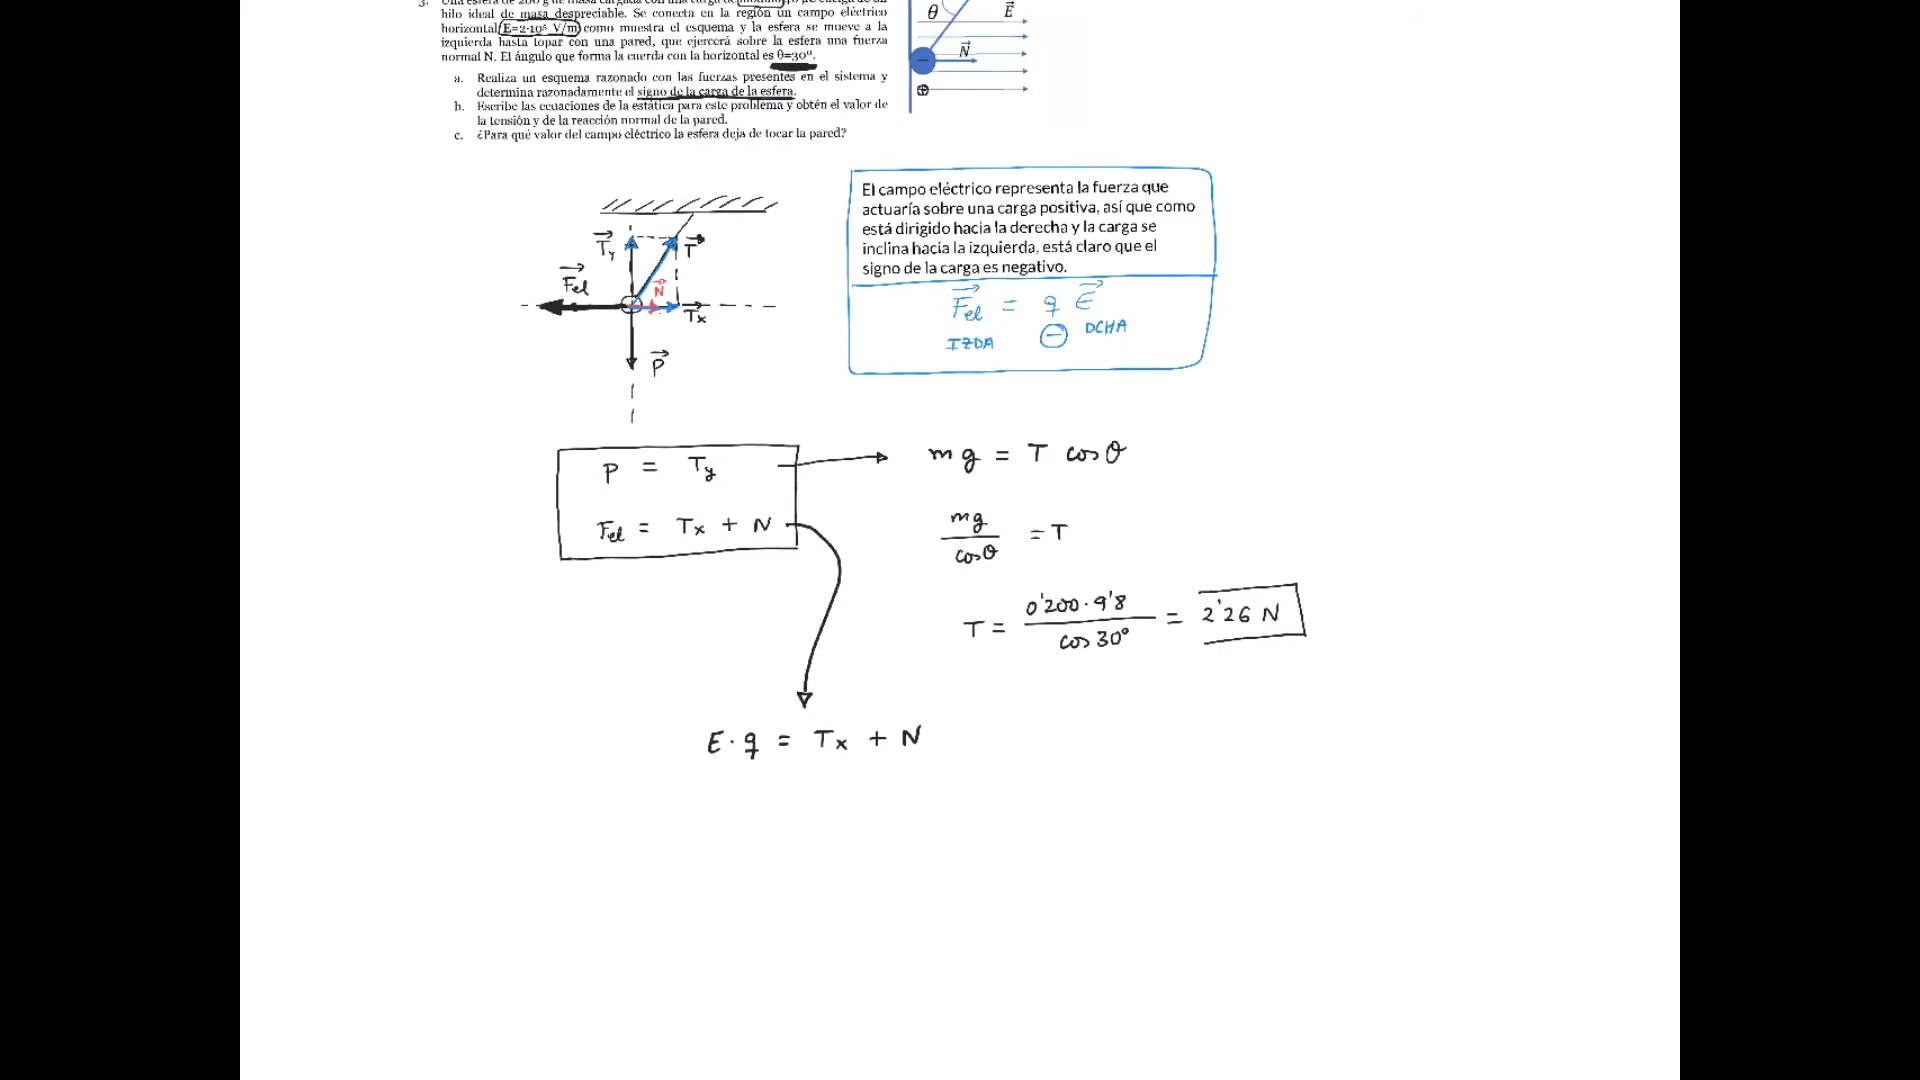 3.
hilo ideal de masa despreciable. Se conecta en la región un campo eléctrico
horizontal E=2·10⁵ V/m como muestra el esquema y la esfera se mueve a la
izquierda hasta topar con una pared, que ejercerá sobre la esfera una fuerza
normal N. El ángulo que forma la cuerda con la horizontal es θ=30º.
a. Realiza un esquema razonado con las fuerzas presentes en el sistema y
determina razonadamente el signo de la carga de la esfera.
b. Escribe las ecuaciones de la estática para este problema y obtén el valor de
la tensión y de la reacción normal de la pared.
c. ¿Para qué valor del campo eléctrico la esfera deja de tocar la pared?
θ
E⃗
N⃗
−
⊕
El campo eléctrico representa la fuerza que
actuaría sobre una carga positiva, así que como
está dirigido hacia la derecha y la carga se
inclina hacia la izquierda, está claro que el
signo de la carga es negativo.
F⃗el = q E⃗
IZDA ⊖ DCHA
T⃗y
T⃗
F⃗el
N⃗
T⃗x
P⃗
P = Ty
Fel = Tx + N
mg = T cosθ
mg/cosθ = T
T = 0'200·9'8/cos 30° = 2'26 N
E·q = Tx + N